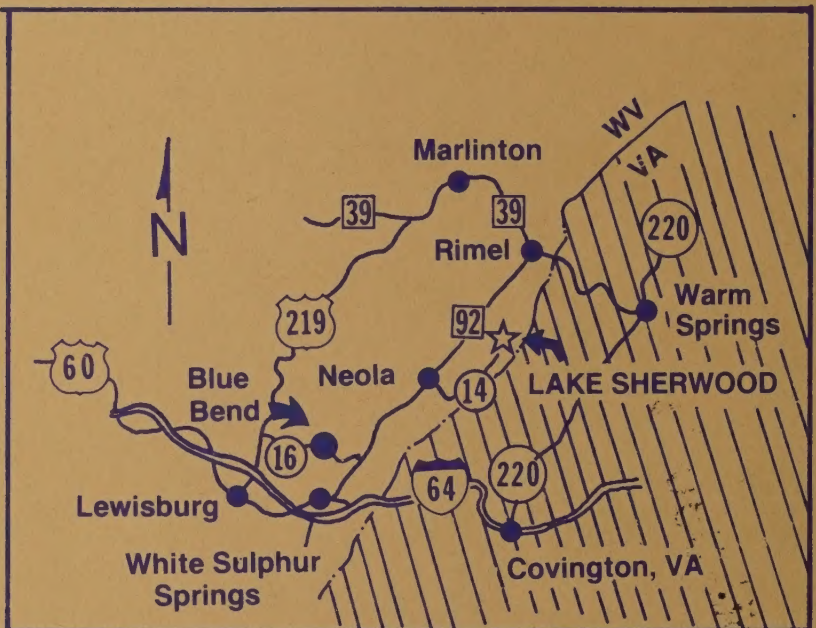 WV
VA
Marlinton
N
39
39
220
Rimel
219
92
Warm
Springs
60
Blue
Bend
Neola
14
LAKE SHERWOOD
16
64
220
Lewisburg
White Sulphur
Springs
Covington, VA